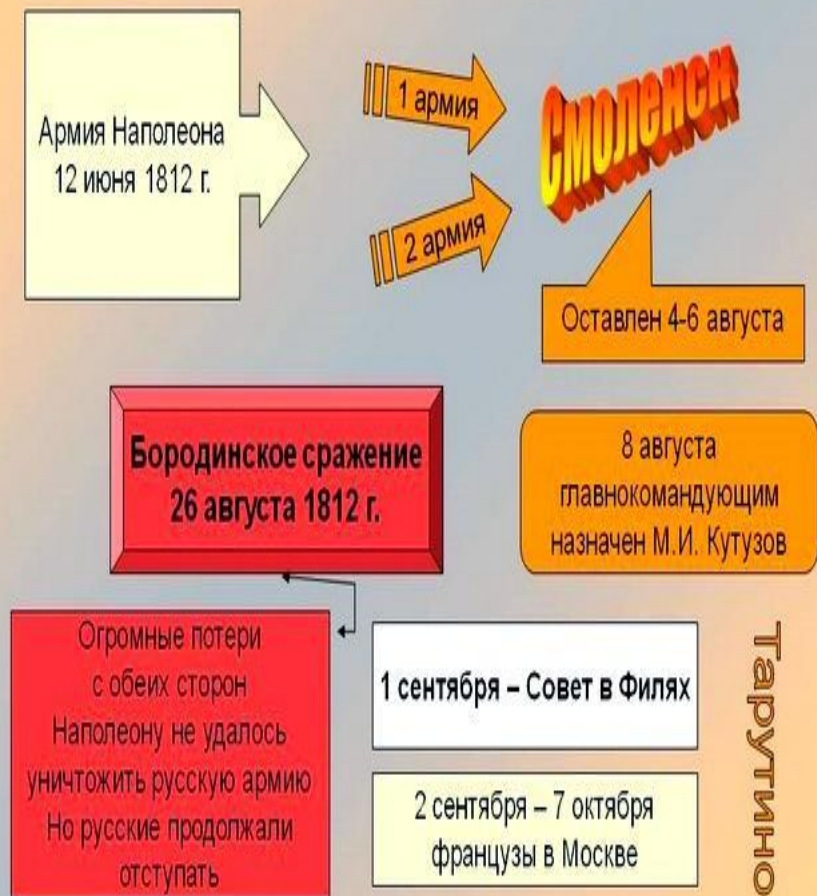 Армия Наполеона
12 июня 1812 г.
1 армия
2 армия
Смоленск
Оставлен 4-6 августа
Бородинское сражение
26 августа 1812 г.
8 августа
главнокомандующим
назначен М.И. Кутузов
Огромные потери
с обеих сторон
Наполеону не удалось
уничтожить русскую армию
Но русские продолжали
отступать
1 сентября – Совет в Филях
2 сентября – 7 октября
французы в Москве
Тарутино